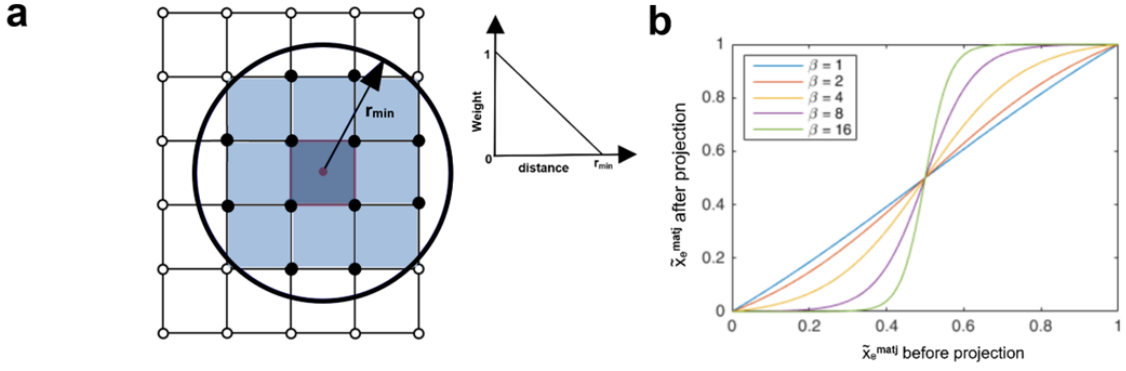 a
r_min
1
Weight
0
distance
r_min
b
1
0.8
0.6
0.4
0.2
0
β = 1
β = 2
β = 4
β = 8
β = 16
x̃_e^matj after projection
0 0.2 0.4 0.6 0.8 1
x̃_e^matj before projection